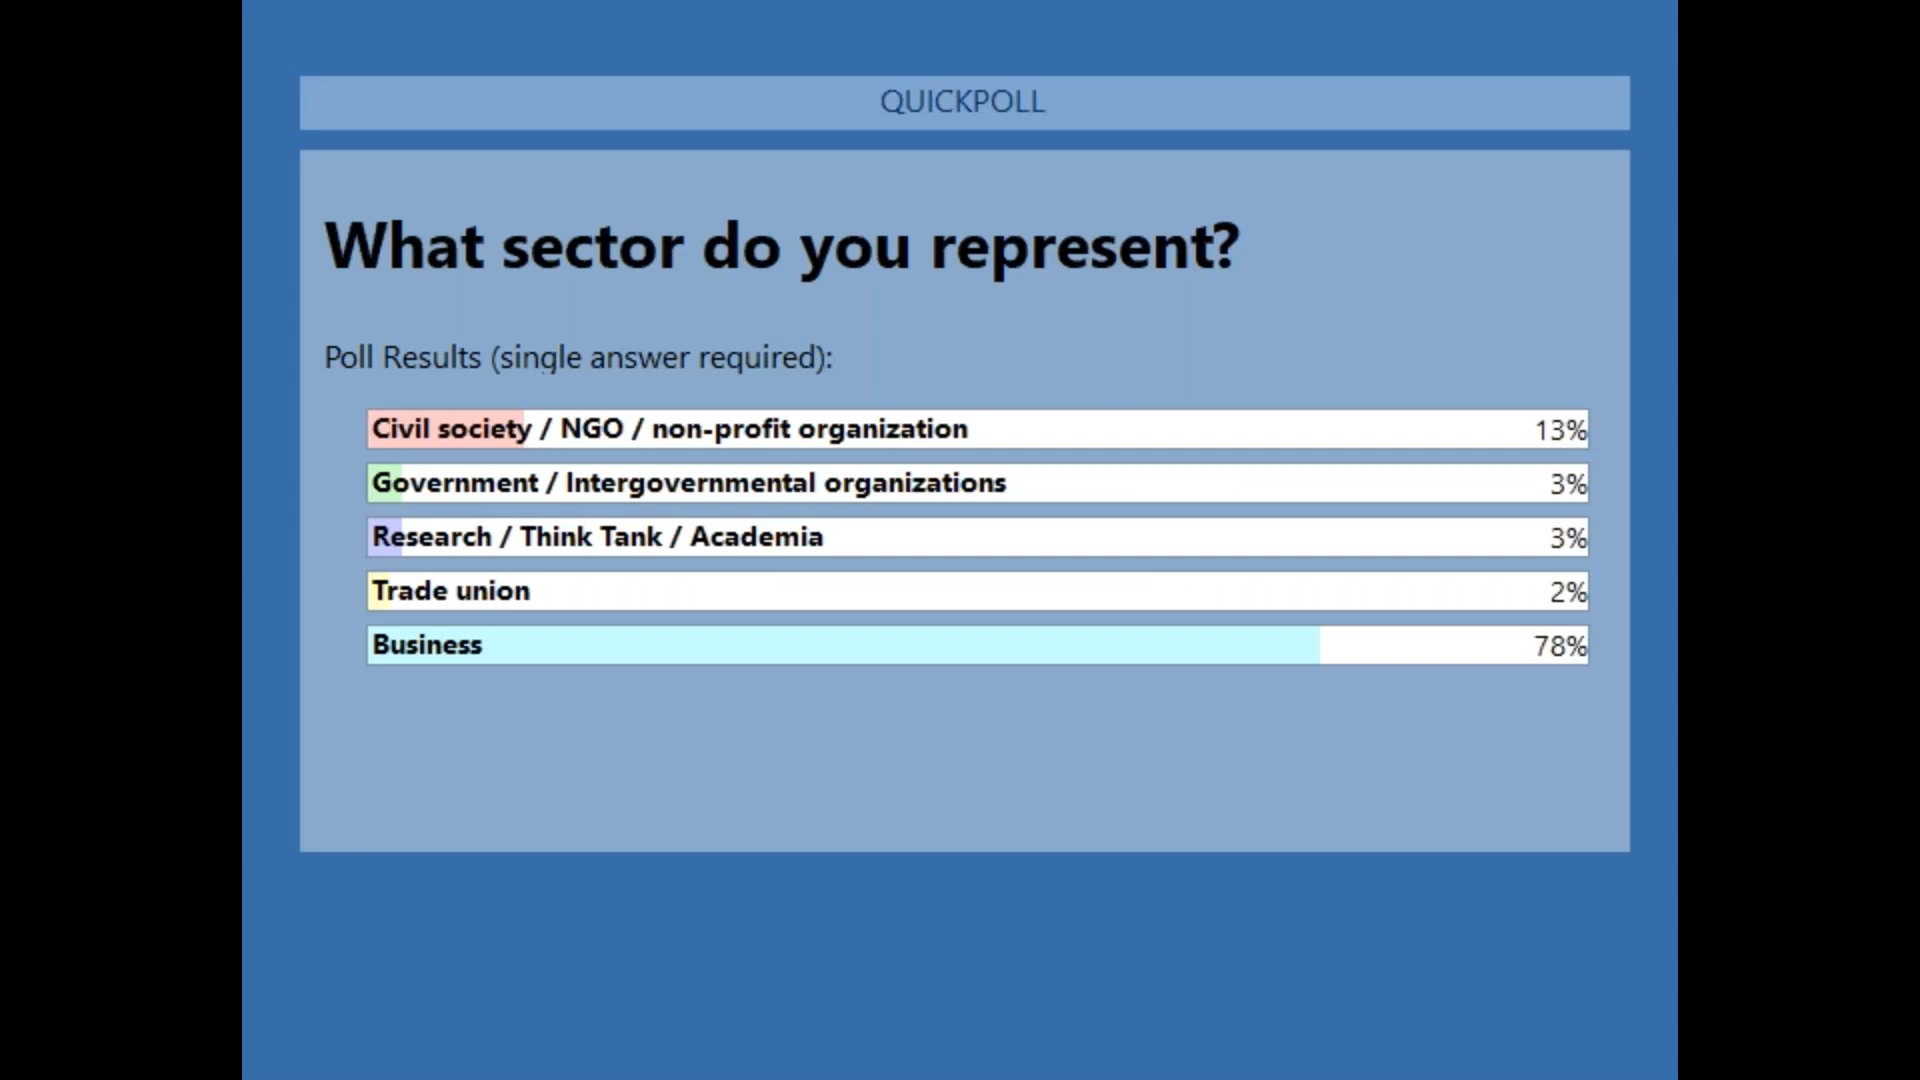 QUICKPOLL
What sector do you represent?
Poll Results (single answer required):
Civil society / NGO / non-profit organization 13%
Government / Intergovernmental organizations 3%
Research / Think Tank / Academia 3%
Trade union 2%
Business 78%